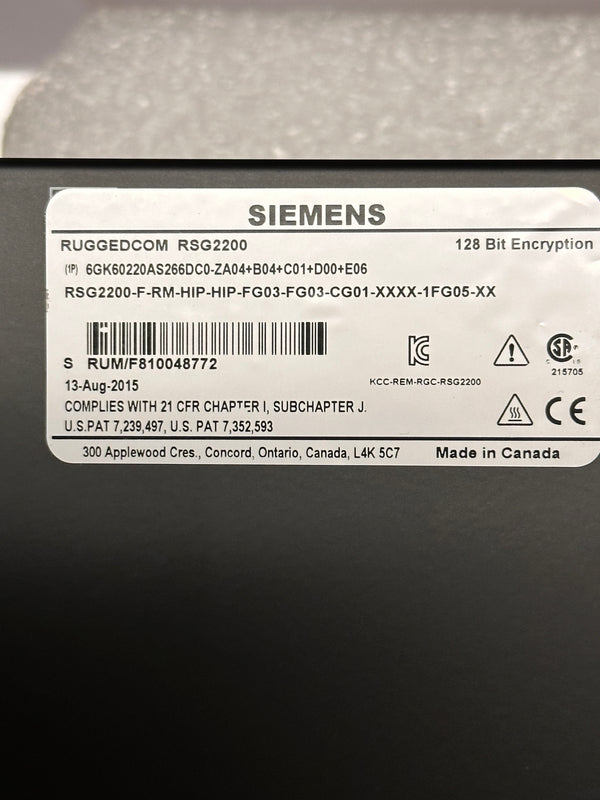 SIEMENS
RUGGEDCOM RSG2200 128 Bit Encryption
(1P) 6GK60220AS266DC0-ZA04+B04+C01+D00+E06
RSG2200-F-RM-HIP-HIP-FG03-FG03-CG01-XXXX-1FG05-XX
S RUM/F810048772
13-Aug-2015
KCC-REM-RGC-RSG2200
SA
215705
COMPLIES WITH 21 CFR CHAPTER I, SUBCHAPTER J.
U.S.PAT 7,239,497, U.S. PAT 7,352,593
CE
300 Applewood Cres., Concord, Ontario, Canada, L4K 5C7 Made in Canada